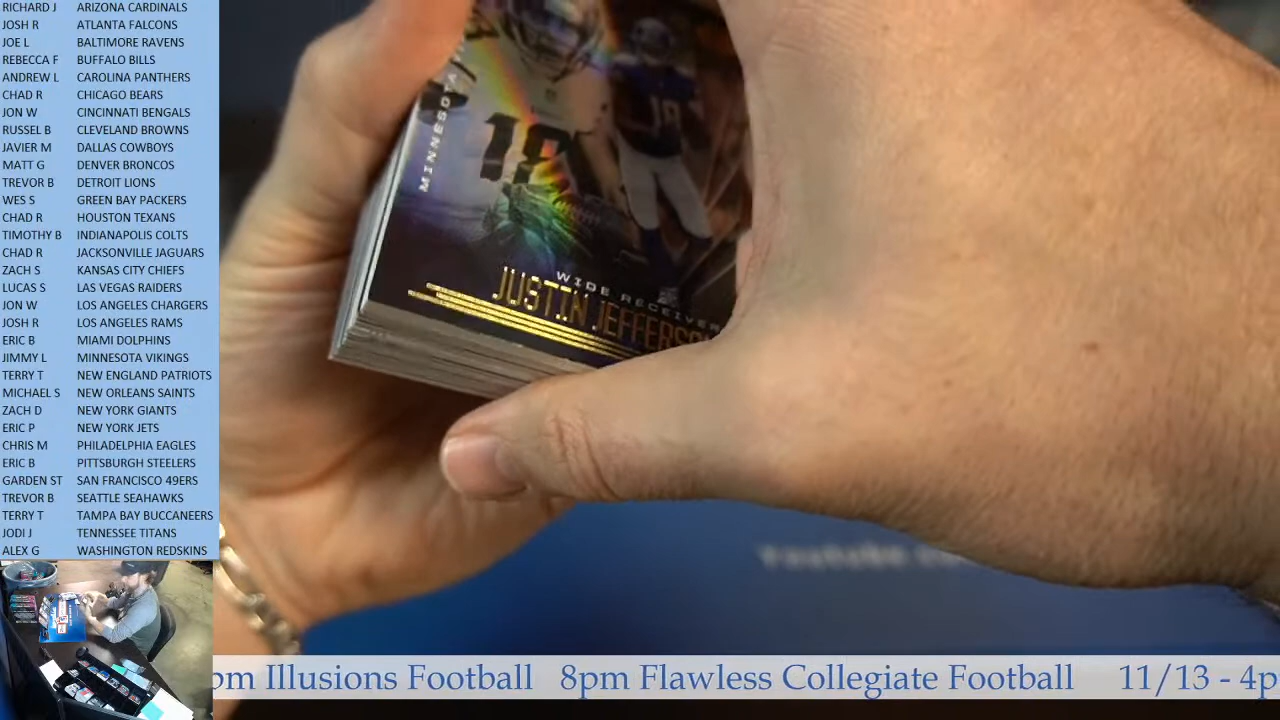 RICHARD J ARIZONA CARDINALS
JOSH R ATLANTA FALCONS
JOE L BALTIMORE RAVENS
REBECCA F BUFFALO BILLS
ANDREW L CAROLINA PANTHERS
CHAD R CHICAGO BEARS
JON W CINCINNATI BENGALS
RUSSEL B CLEVELAND BROWNS
JAVIER M DALLAS COWBOYS
MATT G DENVER BRONCOS
TREVOR B DETROIT LIONS
WES S GREEN BAY PACKERS
CHAD R HOUSTON TEXANS
TIMOTHY B INDIANAPOLIS COLTS
CHAD R JACKSONVILLE JAGUARS
ZACH S KANSAS CITY CHIEFS
LUCAS S LAS VEGAS RAIDERS
JON W LOS ANGELES CHARGERS
JOSH R LOS ANGELES RAMS
ERIC B MIAMI DOLPHINS
JIMMY L MINNESOTA VIKINGS
TERRY T NEW ENGLAND PATRIOTS
MICHAEL S NEW ORLEANS SAINTS
ZACH D NEW YORK GIANTS
ERIC P NEW YORK JETS
CHRIS M PHILADELPHIA EAGLES
ERIC B PITTSBURGH STEELERS
GARDEN ST SAN FRANCISCO 49ERS
TREVOR B SEATTLE SEAHAWKS
TERRY T TAMPA BAY BUCCANEERS
JODI J TENNESSEE TITANS
ALEX G WASHINGTON REDSKINS
MINNESOTA
18
18
WIDE RECEIVER
JUSTIN JEFFERSO
Youtube.co
pm Illusions Football 8pm Flawless Collegiate Football 11/13 - 4p